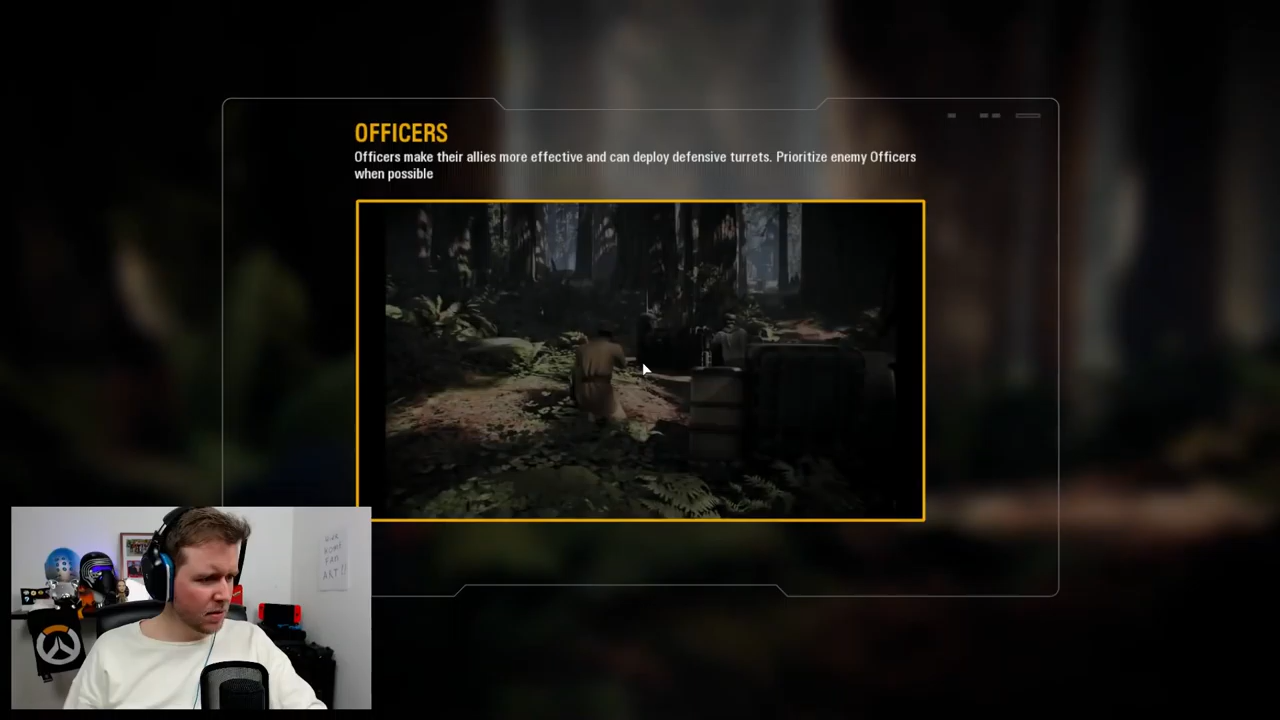 OFFICERS
Officers make their allies more effective and can deploy defensive turrets. Prioritize enemy Officers
when possible